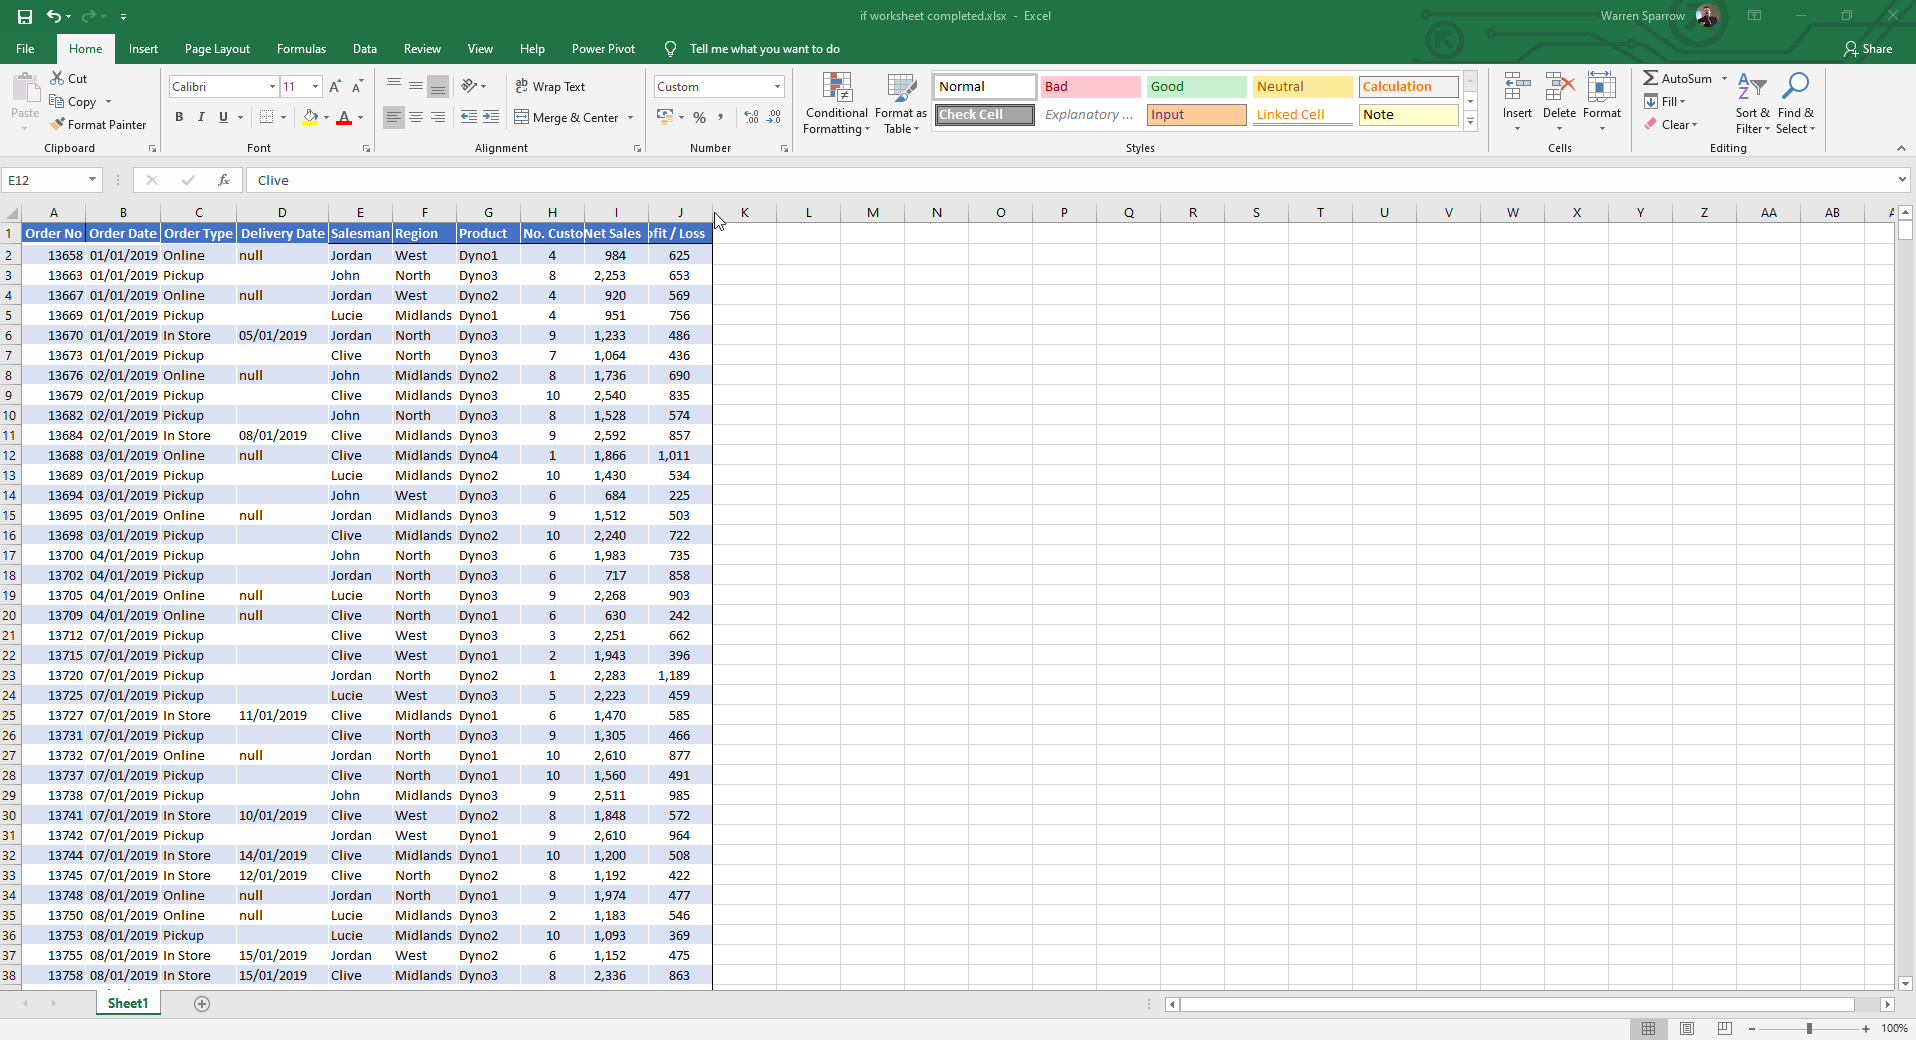 if worksheet completed.xlsx - Excel
Warren Sparrow
File Home Insert Page Layout Formulas Data Review View Help Power Pivot Tell me what you want to do Share
Paste Cut Copy Format Painter Clipboard
Calibri 11 B I U Font
Wrap Text Merge & Center Alignment
Custom % , Number
Conditional Formatting Format as Table
Normal Bad Good Neutral Calculation
Check Cell Explanatory ... Input Linked Cell Note
Styles
Insert Delete Format Cells
AutoSum Fill Clear Sort & Filter Find & Select Editing
E12 fx Clive
A B C D E F G H I J K L M N O P Q R S T U V W X Y Z AA AB
1 Order No Order Date Order Type Delivery Date Salesman Region Product No. Custo Net Sales ofit / Loss
2 13658 01/01/2019 Online null Jordan West Dyno1 4 984 625
3 13663 01/01/2019 Pickup John North Dyno3 8 2,253 653
4 13667 01/01/2019 Online null Jordan West Dyno2 4 920 569
5 13669 01/01/2019 Pickup Lucie Midlands Dyno1 4 951 756
6 13670 01/01/2019 In Store 05/01/2019 Jordan North Dyno3 9 1,233 486
7 13673 01/01/2019 Pickup Clive North Dyno3 7 1,064 436
8 13676 02/01/2019 Online null John Midlands Dyno2 8 1,736 690
9 13679 02/01/2019 Pickup Clive Midlands Dyno3 10 2,540 835
10 13682 02/01/2019 Pickup John North Dyno3 8 1,528 574
11 13684 02/01/2019 In Store 08/01/2019 Clive Midlands Dyno3 9 2,592 857
12 13688 03/01/2019 Online null Clive Midlands Dyno4 1 1,866 1,011
13 13689 03/01/2019 Pickup Lucie Midlands Dyno2 10 1,430 534
14 13694 03/01/2019 Pickup John West Dyno3 6 684 225
15 13695 03/01/2019 Online null Jordan Midlands Dyno3 9 1,512 503
16 13698 03/01/2019 Pickup Clive Midlands Dyno2 10 2,240 722
17 13700 04/01/2019 Pickup John North Dyno3 6 1,983 735
18 13702 04/01/2019 Pickup Jordan North Dyno3 6 717 858
19 13705 04/01/2019 Online null Lucie North Dyno3 9 2,268 903
20 13709 04/01/2019 Online null Clive North Dyno1 6 630 242
21 13712 07/01/2019 Pickup Clive West Dyno3 3 2,251 662
22 13715 07/01/2019 Pickup Clive West Dyno1 2 1,943 396
23 13720 07/01/2019 Pickup Jordan North Dyno2 1 2,283 1,189
24 13725 07/01/2019 Pickup Lucie West Dyno3 5 2,223 459
25 13727 07/01/2019 In Store 11/01/2019 Clive Midlands Dyno1 6 1,470 585
26 13731 07/01/2019 Pickup Clive North Dyno3 9 1,305 466
27 13732 07/01/2019 Online null Jordan North Dyno1 10 2,610 877
28 13737 07/01/2019 Pickup Clive North Dyno1 10 1,560 491
29 13738 07/01/2019 Pickup John Midlands Dyno3 9 2,511 985
30 13741 07/01/2019 In Store 10/01/2019 Clive West Dyno2 8 1,848 572
31 13742 07/01/2019 Pickup Jordan West Dyno1 9 2,610 964
32 13744 07/01/2019 In Store 14/01/2019 Clive Midlands Dyno1 10 1,200 508
33 13745 07/01/2019 In Store 12/01/2019 Clive North Dyno2 8 1,192 422
34 13748 08/01/2019 Online null Jordan North Dyno1 9 1,974 477
35 13750 08/01/2019 Online null Lucie Midlands Dyno3 2 1,183 546
36 13753 08/01/2019 Pickup Lucie Midlands Dyno2 10 1,093 369
37 13755 08/01/2019 In Store 15/01/2019 Jordan West Dyno2 6 1,152 475
38 13758 08/01/2019 In Store 15/01/2019 Clive Midlands Dyno3 8 2,336 863
Sheet1
100%